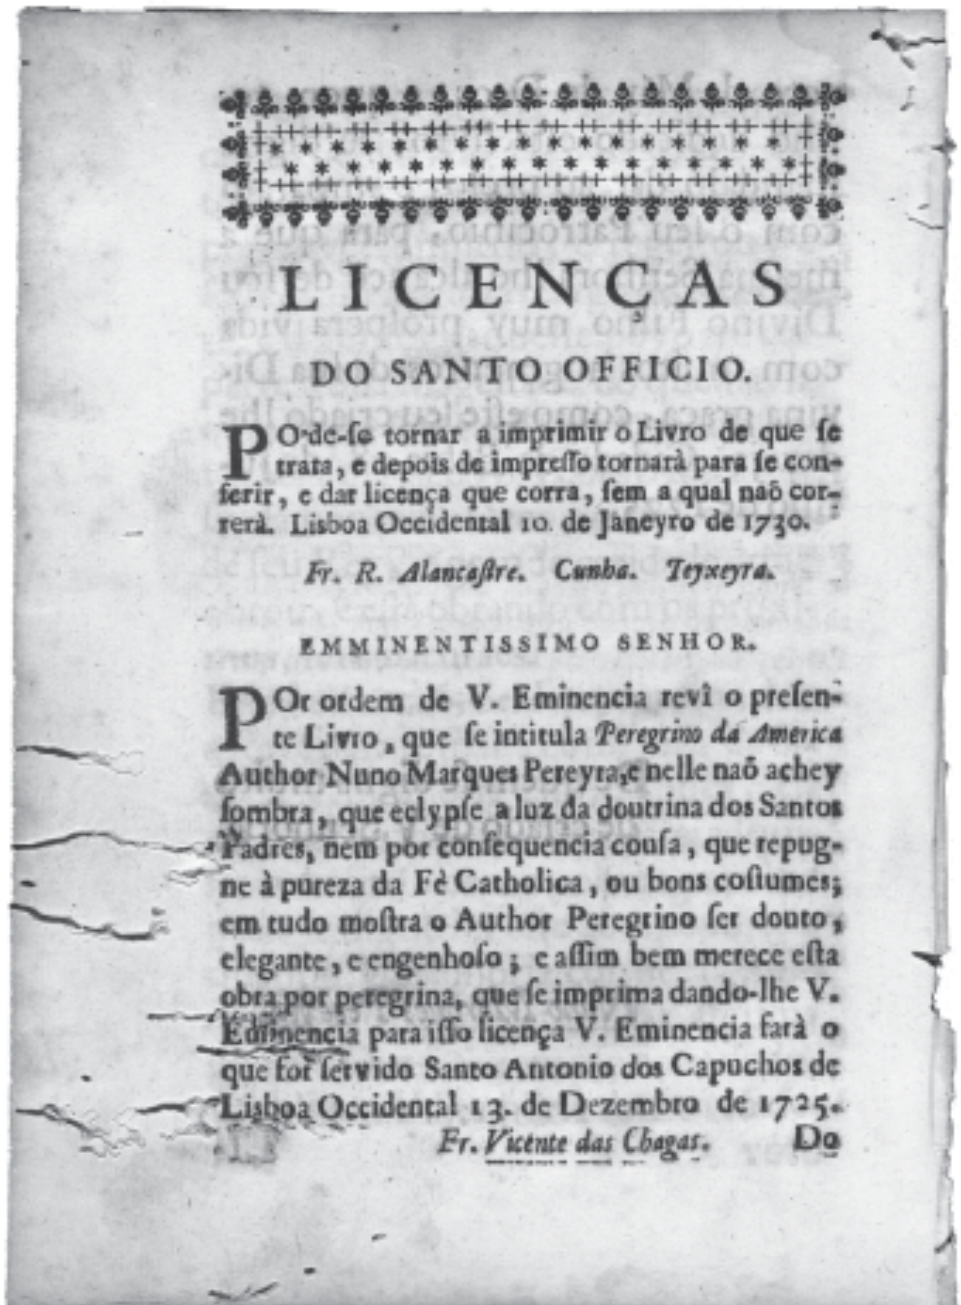 LICENÇAS
DO SANTO OFFICIO.
POde-ſe tornar a imprimir o Livro de que ſe
trata, e depois de impreſſo tornarà para ſe con-
ferir, e dar licença que corra, ſem a qual naõ cor-
rerà. Lisboa Occidental 10. de Janeyro de 1730.
Fr. R. Alancaſtre. Cunha. Teyxeyra.
EMMINENTISSIMO SENHOR.
POr ordem de V. Eminencia revî o preſen-
te Livro, que ſe intitula Peregrino da America
Author Nuno Marques Pereyra, e nelle naõ achey
ſombra, que eclypſe a luz da doutrina dos Santos
Padres, nem por conſequencia couſa, que repug-
ne à pureza da Fè Catholica, ou bons coſtumes;
em tudo moſtra o Author Peregrino ſer douto,
elegante, e engenhoſo; e aſſim bem merece eſta
obra por peregrina, que ſe imprima dando-lhe V.
Eminencia para iſſo licença V. Eminencia farà o
que for ſervido Santo Antonio dos Capuchos de
Lisboa Occidental 13. de Dezembro de 1725.
Fr. Vicente das Chagas. Do